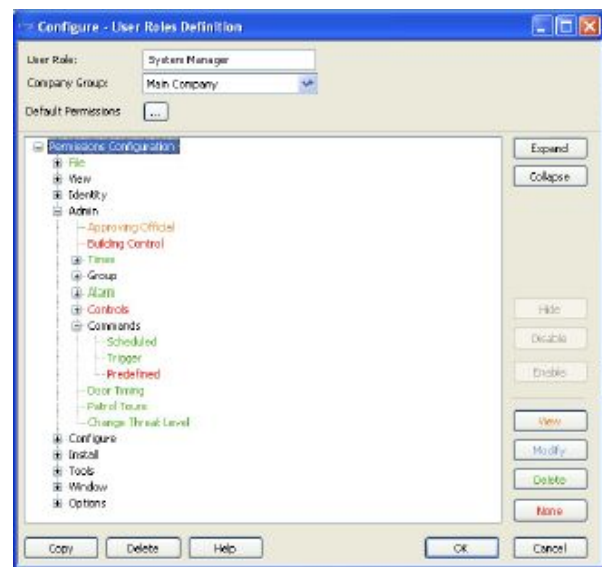 Configure - User Roles Definition
User Role: System Manager
Company Group: Main Company
Default Permissions ...
Permissions Configuration
File
View
Identity
Admin
Approving Official
Building Control
Times
Group
Alarm
Controls
Commands
Scheduled
Trigger
Predefined
Door Timing
Patrol Tours
Change Threat Level
Configure
Install
Tools
Window
Options
Expand
Collapse
Hide
Disable
Enable
View
Modify
Delete
None
Copy Delete Help OK Cancel